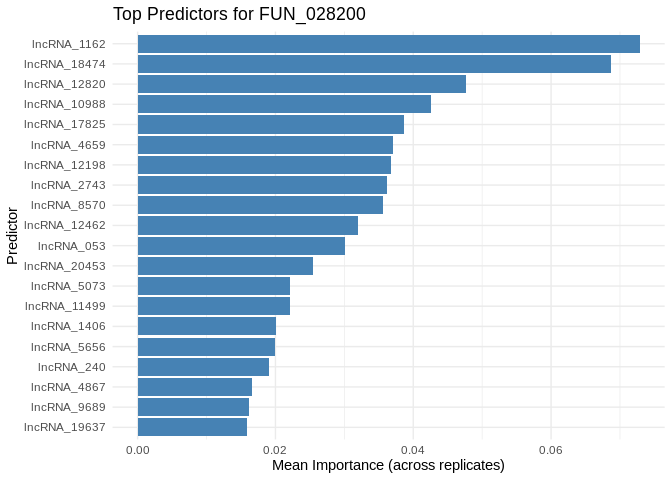 Top Predictors for FUN_028200
lncRNA_1162
lncRNA_18474
lncRNA_12820
lncRNA_10988
lncRNA_17825
lncRNA_4659
lncRNA_12198
lncRNA_2743
lncRNA_8570
lncRNA_12462
lncRNA_053
lncRNA_20453
lncRNA_5073
lncRNA_11499
lncRNA_1406
lncRNA_5656
lncRNA_240
lncRNA_4867
lncRNA_9689
lncRNA_19637
Predictor
0.00 0.02 0.04 0.06
Mean Importance (across replicates)